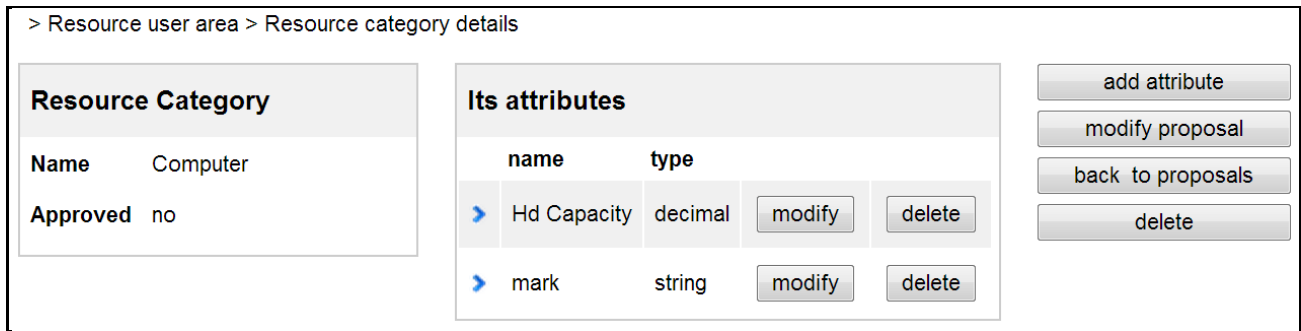 > Resource user area > Resource category details
Resource Category
Name Computer
Approved no
Its attributes
name type
Hd Capacity decimal modify delete
mark string modify delete
add attribute
modify proposal
back to proposals
delete